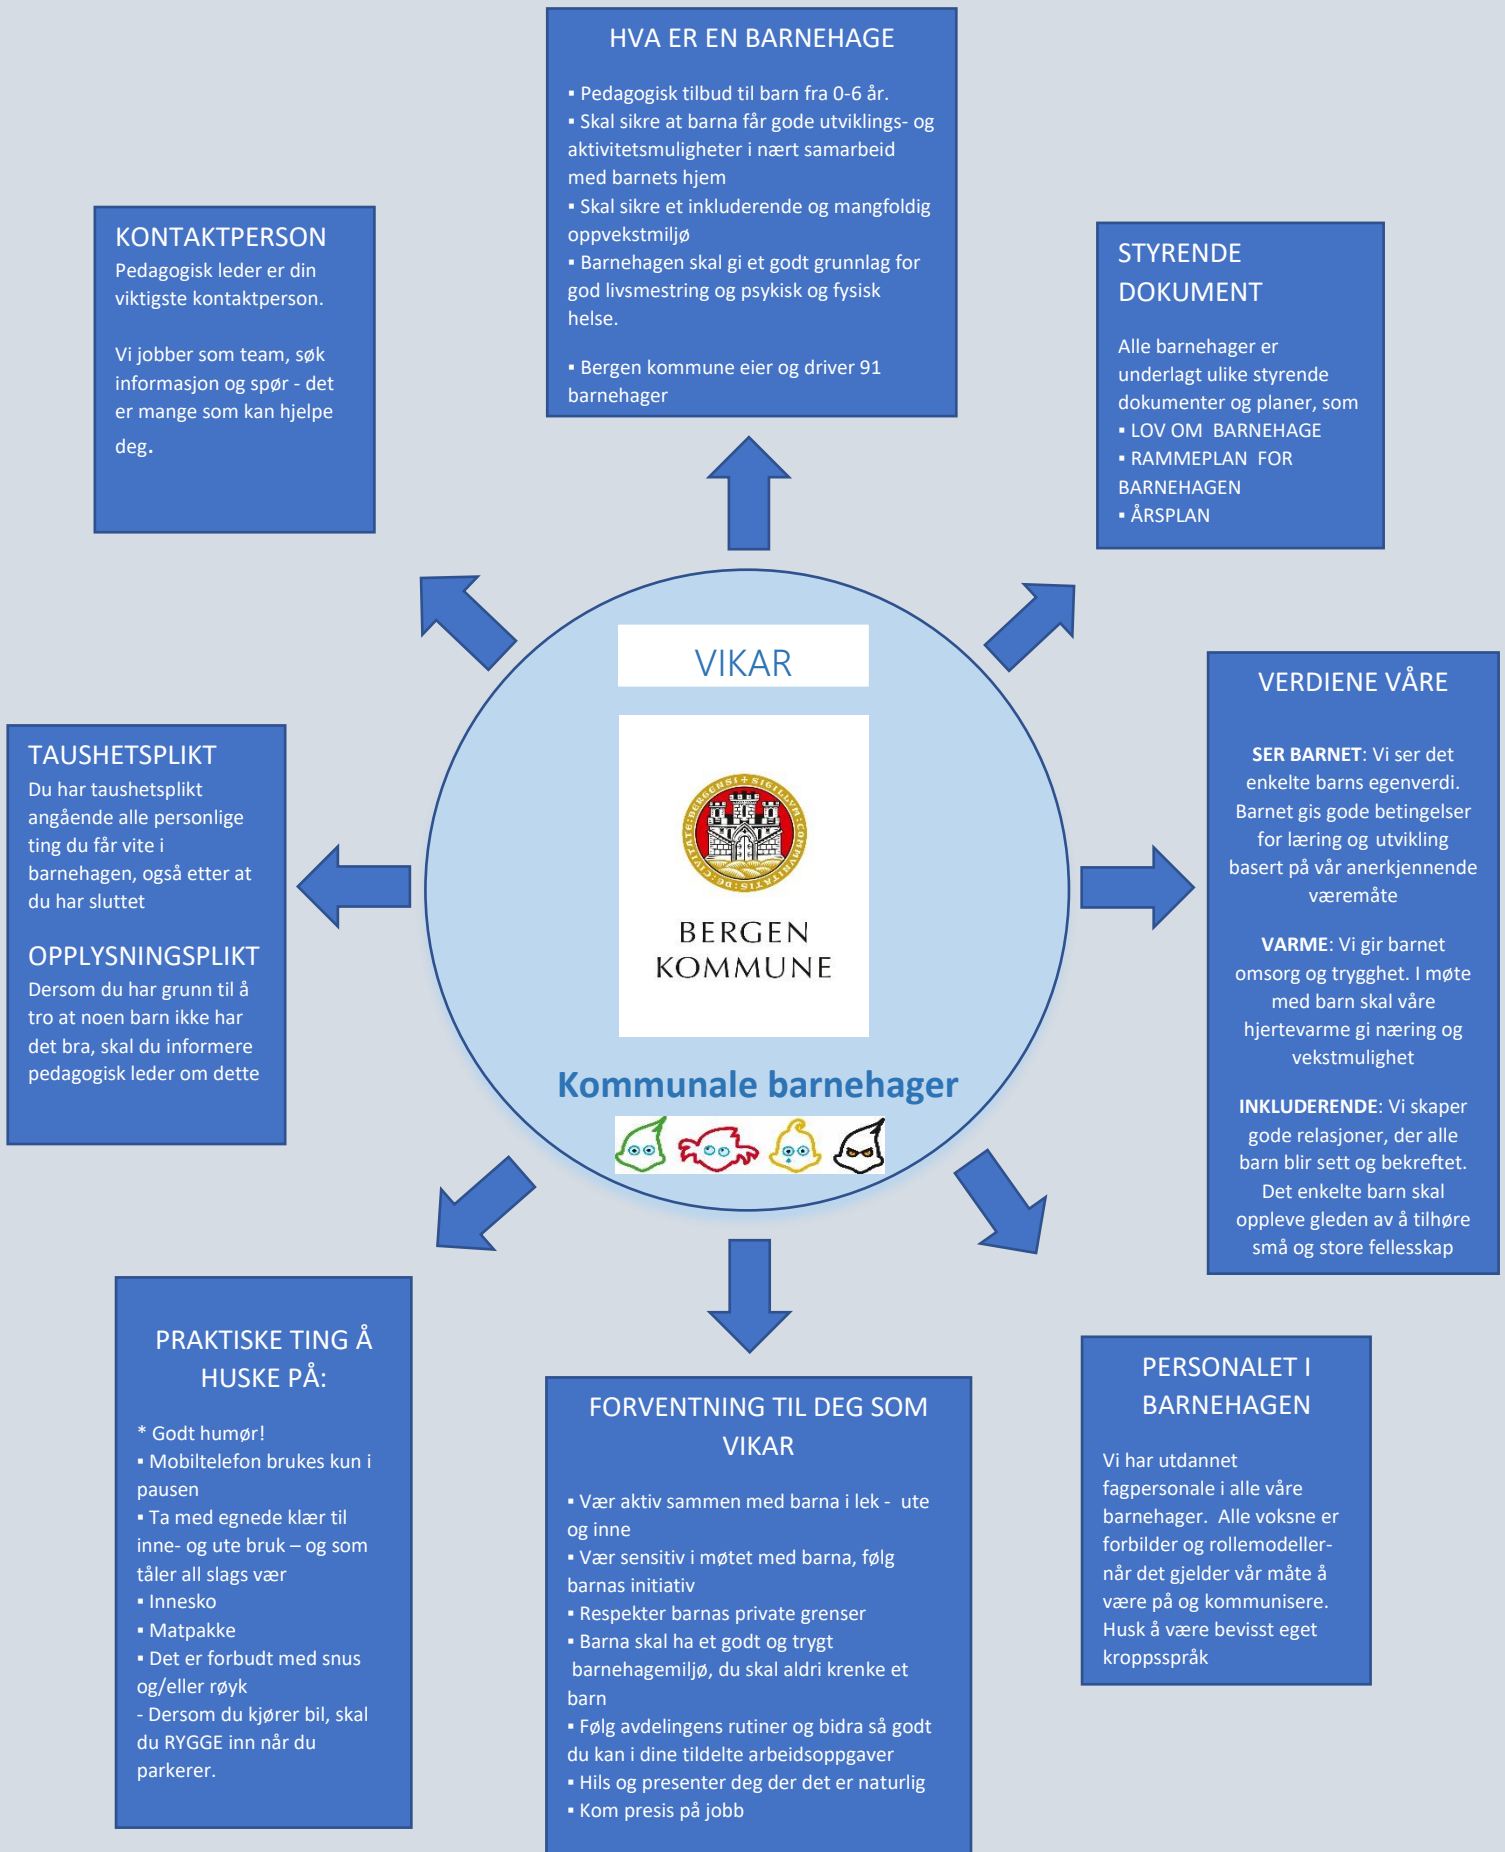 HVA ER EN BARNEHAGE
▪ Pedagogisk tilbud til barn fra 0-6 år.
▪ Skal sikre at barna får gode utviklings- og
aktivitetsmuligheter i nært samarbeid
med barnets hjem
▪ Skal sikre et inkluderende og mangfoldig
oppvekstmiljø
▪ Barnehagen skal gi et godt grunnlag for
god livsmestring og psykisk og fysisk
helse.
▪ Bergen kommune eier og driver 91
barnehager
KONTAKTPERSON
Pedagogisk leder er din
viktigste kontaktperson.
Vi jobber som team, søk
informasjon og spør - det
er mange som kan hjelpe
deg.
STYRENDE
DOKUMENT
Alle barnehager er
underlagt ulike styrende
dokumenter og planer, som
▪ LOV OM BARNEHAGE
▪ RAMMEPLAN FOR
BARNEHAGEN
▪ ÅRSPLAN
VIKAR
DE:CIVITATE:BERGENSI+SIGILLVM:COMMVNITATIS
BERGEN
KOMMUNE
Kommunale barnehager
TAUSHETSPLIKT
Du har taushetsplikt
angående alle personlige
ting du får vite i
barnehagen, også etter at
du har sluttet
OPPLYSNINGSPLIKT
Dersom du har grunn til å
tro at noen barn ikke har
det bra, skal du informere
pedagogisk leder om dette
VERDIENE VÅRE
SER BARNET: Vi ser det
enkelte barns egenverdi.
Barnet gis gode betingelser
for læring og utvikling
basert på vår anerkjennende
væremåte
VARME: Vi gir barnet
omsorg og trygghet. I møte
med barn skal våre
hjertevarme gi næring og
vekstmulighet
INKLUDERENDE: Vi skaper
gode relasjoner, der alle
barn blir sett og bekreftet.
Det enkelte barn skal
oppleve gleden av å tilhøre
små og store fellesskap
PRAKTISKE TING Å
HUSKE PÅ:
* Godt humør!
▪ Mobiltelefon brukes kun i
pausen
▪ Ta med egnede klær til
inne- og ute bruk – og som
tåler all slags vær
▪ Innesko
▪ Matpakke
▪ Det er forbudt med snus
og/eller røyk
- Dersom du kjører bil, skal
du RYGGE inn når du
parkerer.
FORVENTNING TIL DEG SOM
VIKAR
▪ Vær aktiv sammen med barna i lek - ute
og inne
▪ Vær sensitiv i møtet med barna, følg
barnas initiativ
▪ Respekter barnas private grenser
▪ Barna skal ha et godt og trygt
barnehagemiljø, du skal aldri krenke et
barn
▪ Følg avdelingens rutiner og bidra så godt
du kan i dine tildelte arbeidsoppgaver
▪ Hils og presenter deg der det er naturlig
▪ Kom presis på jobb
PERSONALET I
BARNEHAGEN
Vi har utdannet
fagpersonale i alle våre
barnehager. Alle voksne er
forbilder og rollemodeller-
når det gjelder vår måte å
være på og kommunisere.
Husk å være bevisst eget
kroppsspråk